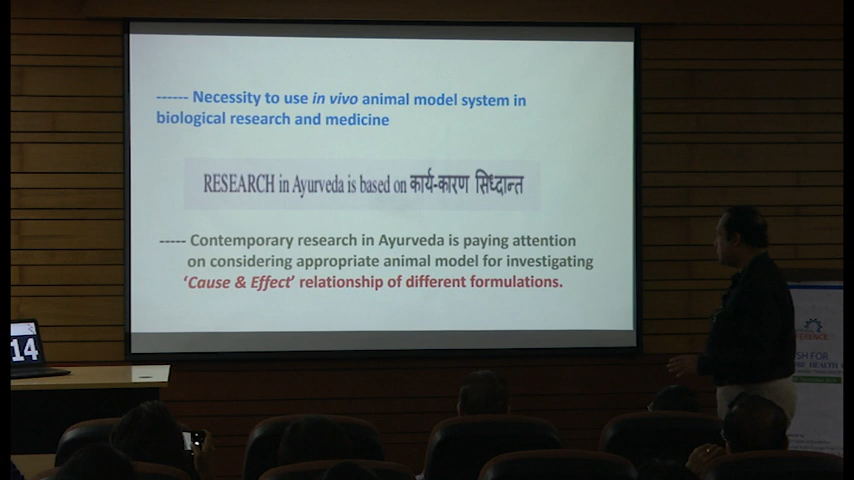 ------ Necessity to use in vivo animal model system in
biological research and medicine
RESEARCH in Ayurveda is based on कार्य-कारण सिध्दान्त
----- Contemporary research in Ayurveda is paying attention
on considering appropriate animal model for investigating
‘Cause & Effect’ relationship of different formulations.
14